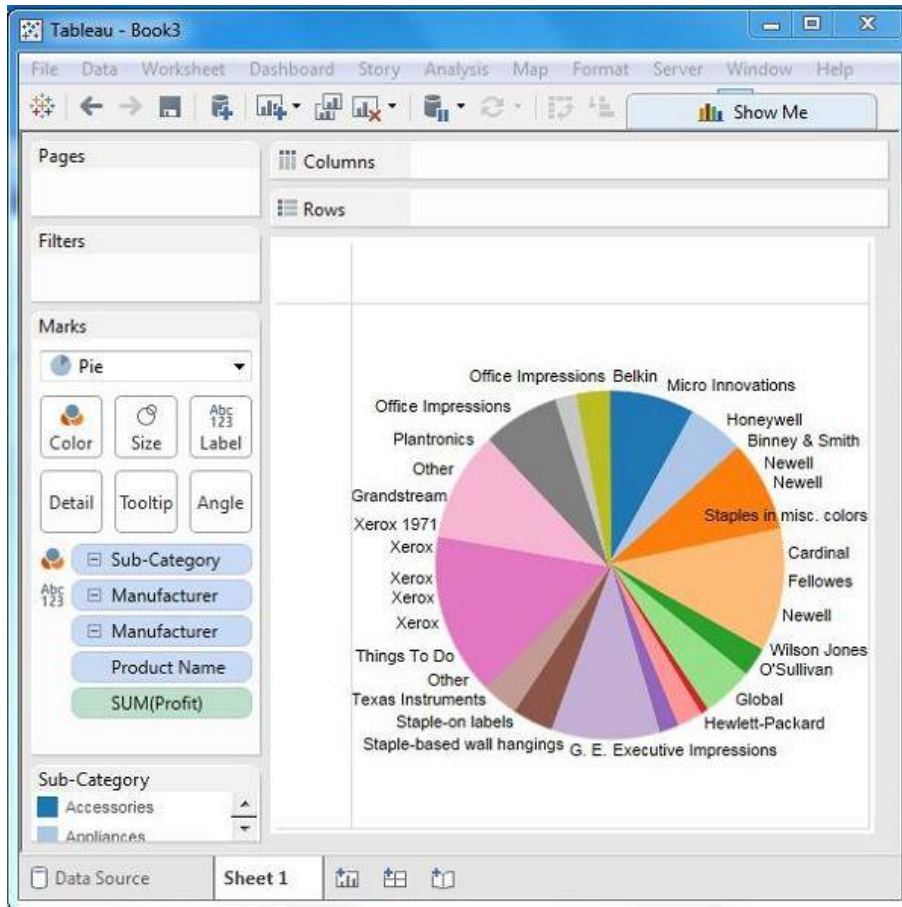 Tableau - Book3
File Data Worksheet Dashboard Story Analysis Map Format Server Window Help
Show Me
Pages
Columns
Rows
Filters
Marks
Pie
Color
Size
Abc
123
Label
Detail
Tooltip
Angle
Sub-Category
Abc
123
Manufacturer
Manufacturer
Product Name
SUM(Profit)
Sub-Category
Accessories
Appliances
Office Impressions
Belkin
Micro Innovations
Office Impressions
Honeywell
Plantronics
Binney & Smith
Other
Newell
Newell
Grandstream
Staples in misc. colors
Xerox 1971
Xerox
Cardinal
Xerox
Fellowes
Xerox
Xerox
Newell
Things To Do
Wilson Jones
O'Sullivan
Other
Texas Instruments
Global
Staple-on labels
Hewlett-Packard
Staple-based wall hangings
G. E. Executive Impressions
Data Source
Sheet 1